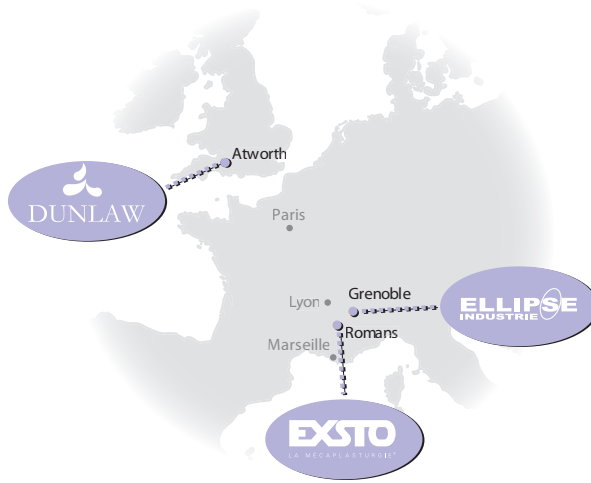 Atworth
DUNLAW
Paris
Grenoble
Lyon
ELLIPSE
INDUSTRIE
Romans
Marseille
EXSTO
LA MÉCAPLASTURGIE®